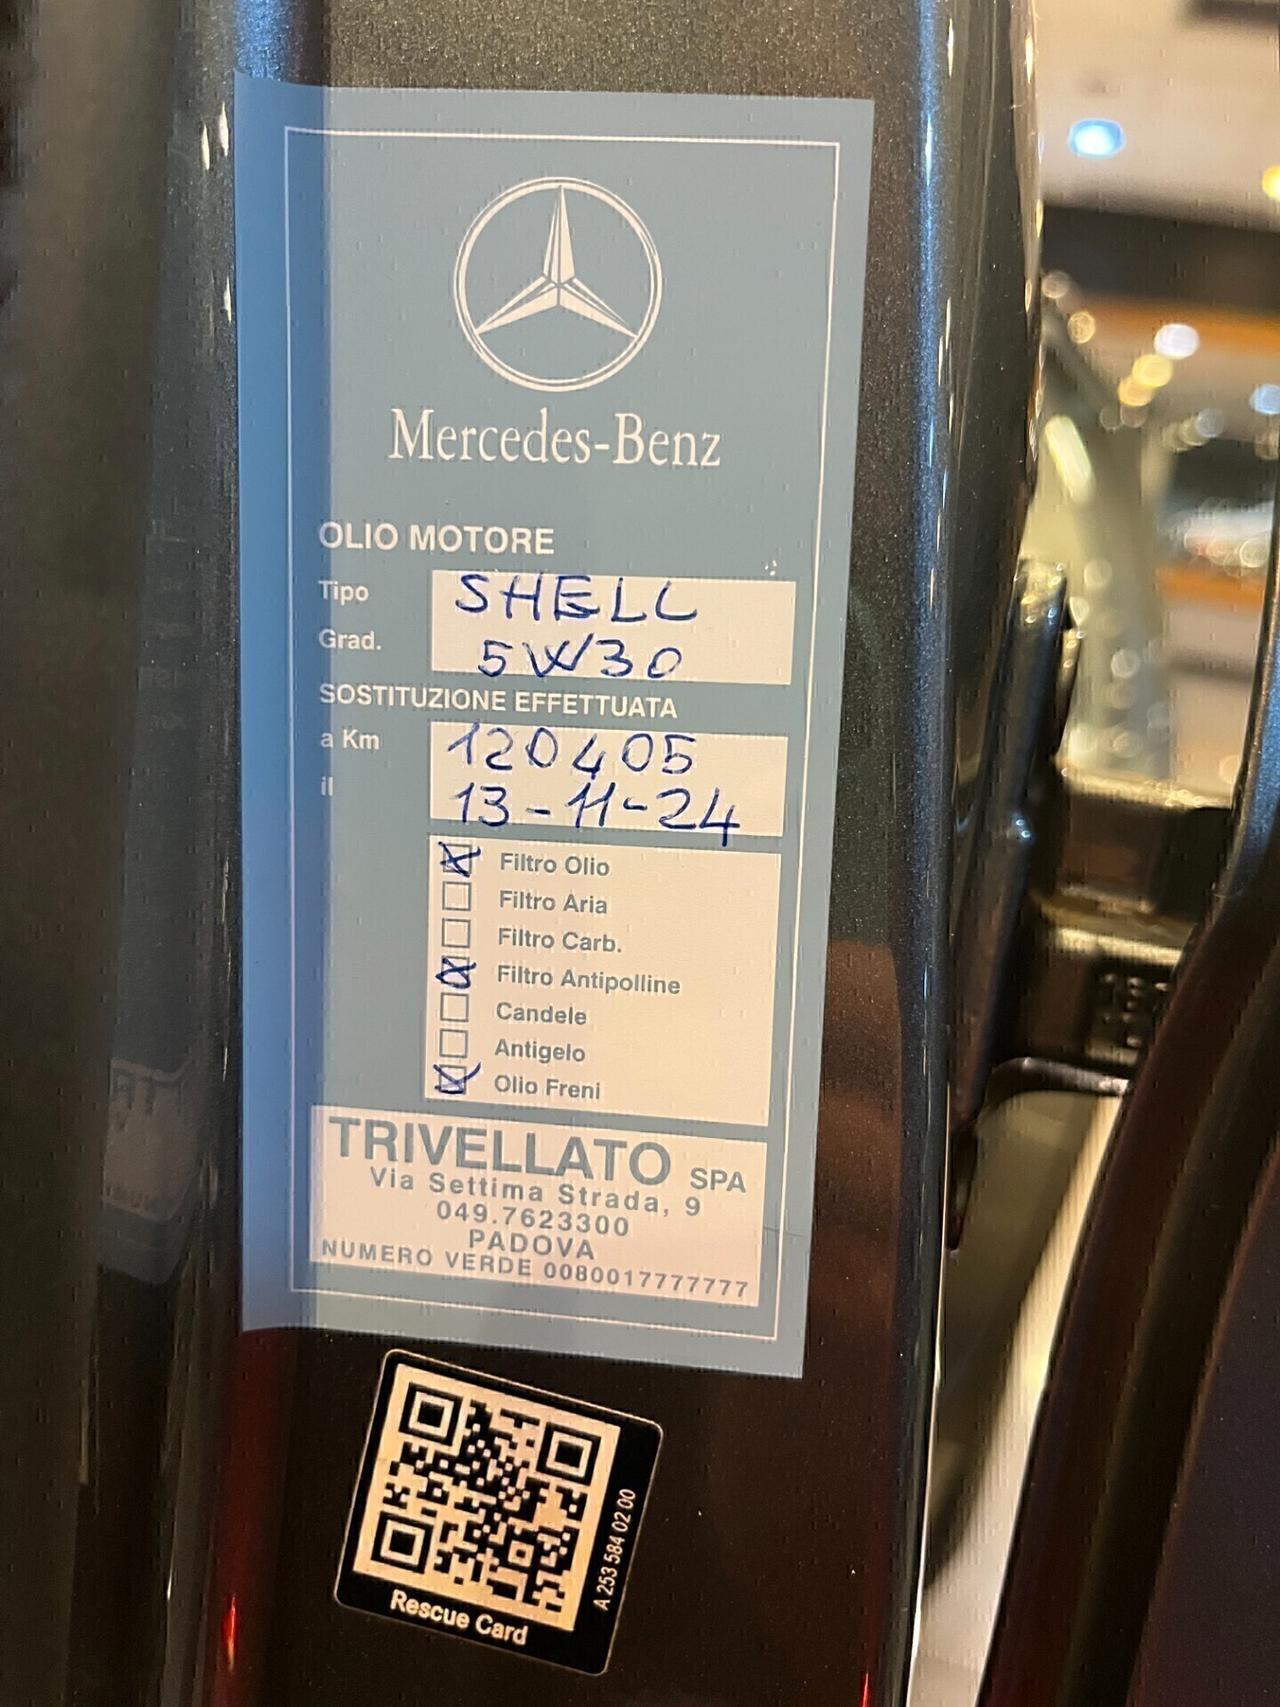 Mercedes-Benz
OLIO MOTORE
Tipo SHELL
Grad. 5W30
SOSTITUZIONE EFFETTUATA
a Km 120405
il 13-11-24
Filtro Olio
Filtro Aria
Filtro Carb.
Filtro Antipolline
Candele
Antigelo
Olio Freni
TRIVELLATO SPA
Via Settima Strada, 9
049.7623300
PADOVA
NUMERO VERDE 0080017777777
Rescue Card
A 253 584 02 00